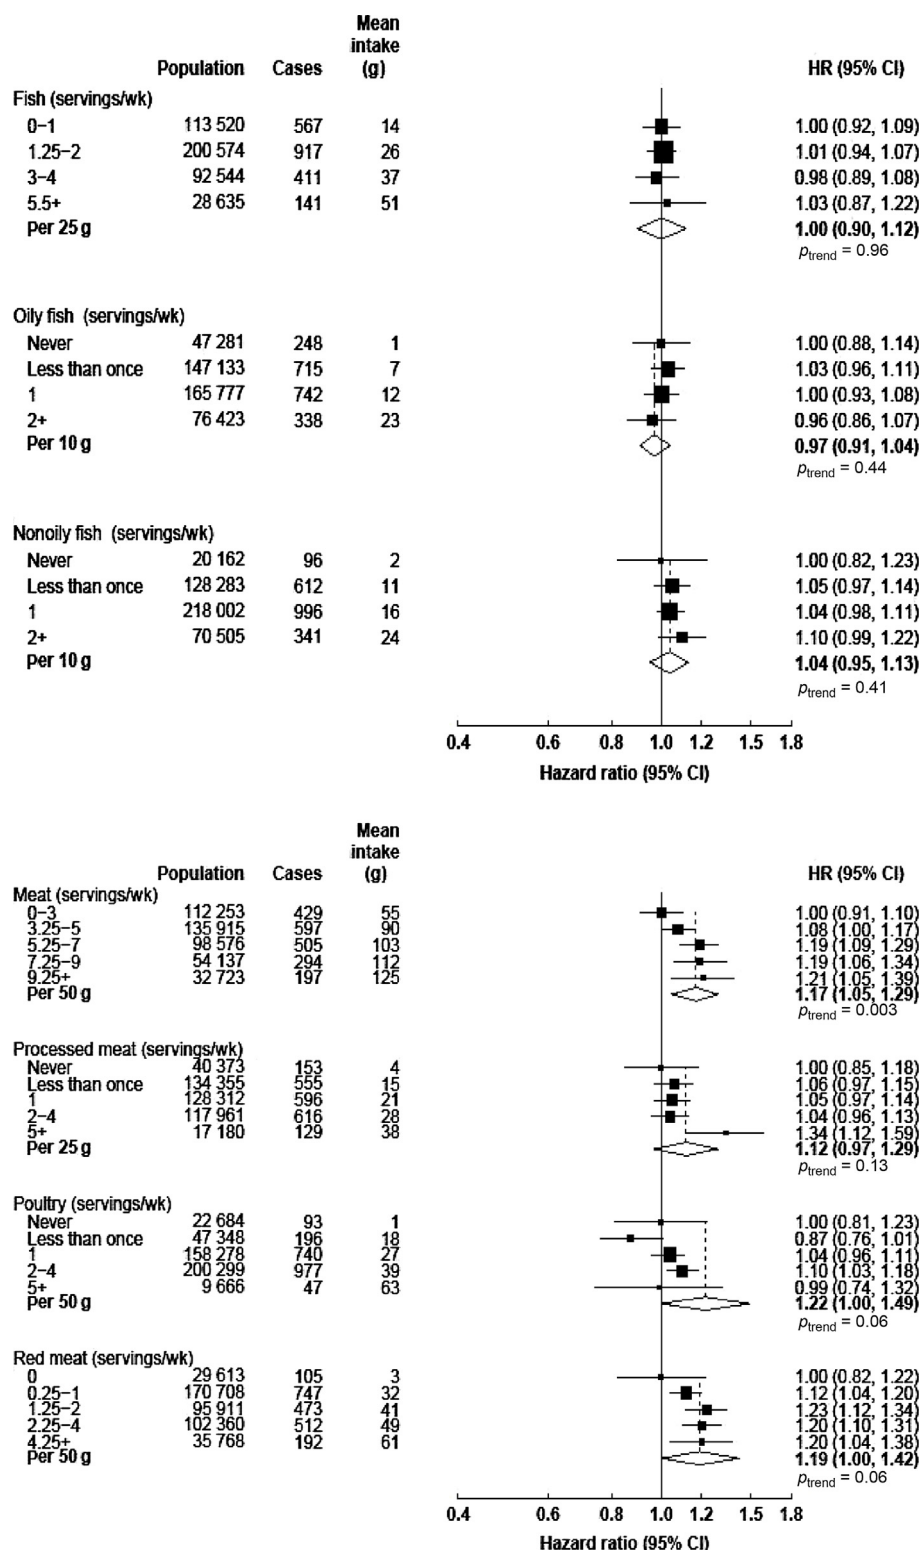 Mean
intake
Population Cases (g) HR (95% CI)
Fish (servings/wk)
0−1 113 520 567 14 1.00 (0.92, 1.09)
1.25−2 200 574 917 26 1.01 (0.94, 1.07)
3−4 92 544 411 37 0.98 (0.89, 1.08)
5.5+ 28 635 141 51 1.03 (0.87, 1.22)
Per 25 g 1.00 (0.90, 1.12)
ptrend = 0.96
Oily fish (servings/wk)
Never 47 281 248 1 1.00 (0.88, 1.14)
Less than once 147 133 715 7 1.03 (0.96, 1.11)
1 165 777 742 12 1.00 (0.93, 1.08)
2+ 76 423 338 23 0.96 (0.86, 1.07)
Per 10 g 0.97 (0.91, 1.04)
ptrend = 0.44
Nonoily fish (servings/wk)
Never 20 162 96 2 1.00 (0.82, 1.23)
Less than once 128 283 612 11 1.05 (0.97, 1.14)
1 218 002 996 16 1.04 (0.98, 1.11)
2+ 70 505 341 24 1.10 (0.99, 1.22)
Per 10 g 1.04 (0.95, 1.13)
ptrend = 0.41
0.4 0.6 0.8 1.0 1.2 1.5 1.8
Hazard ratio (95% CI)
Mean
intake
Population Cases (g) HR (95% CI)
Meat (servings/wk)
0−3 112 253 429 55 1.00 (0.91, 1.10)
3.25−5 135 915 597 90 1.08 (1.00, 1.17)
5.25−7 98 576 505 103 1.19 (1.09, 1.29)
7.25−9 54 137 294 112 1.19 (1.06, 1.34)
9.25+ 32 723 197 125 1.21 (1.05, 1.39)
Per 50 g 1.17 (1.05, 1.29)
ptrend = 0.003
Processed meat (servings/wk)
Never 40 373 153 4 1.00 (0.85, 1.18)
Less than once 134 355 555 15 1.06 (0.97, 1.15)
1 128 312 596 21 1.05 (0.97, 1.14)
2−4 117 961 616 28 1.04 (0.96, 1.13)
5+ 17 180 129 38 1.34 (1.12, 1.59)
Per 25 g 1.12 (0.97, 1.29)
ptrend = 0.13
Poultry (servings/wk)
Never 22 684 93 1 1.00 (0.81, 1.23)
Less than once 47 348 196 18 0.87 (0.76, 1.01)
1 158 278 740 27 1.04 (0.96, 1.11)
2−4 200 299 977 39 1.10 (1.03, 1.18)
5+ 9 666 47 63 0.99 (0.74, 1.32)
Per 50 g 1.22 (1.00, 1.49)
ptrend = 0.06
Red meat (servings/wk)
0 29 613 105 3 1.00 (0.82, 1.22)
0.25−1 170 708 747 32 1.12 (1.04, 1.20)
1.25−2 95 911 473 41 1.23 (1.12, 1.34)
2.25−4 102 360 512 49 1.20 (1.10, 1.31)
4.25+ 35 768 192 61 1.20 (1.04, 1.38)
Per 50 g 1.19 (1.00, 1.42)
ptrend = 0.06
0.4 0.6 0.8 1.0 1.2 1.5 1.8
Hazard ratio (95% CI)